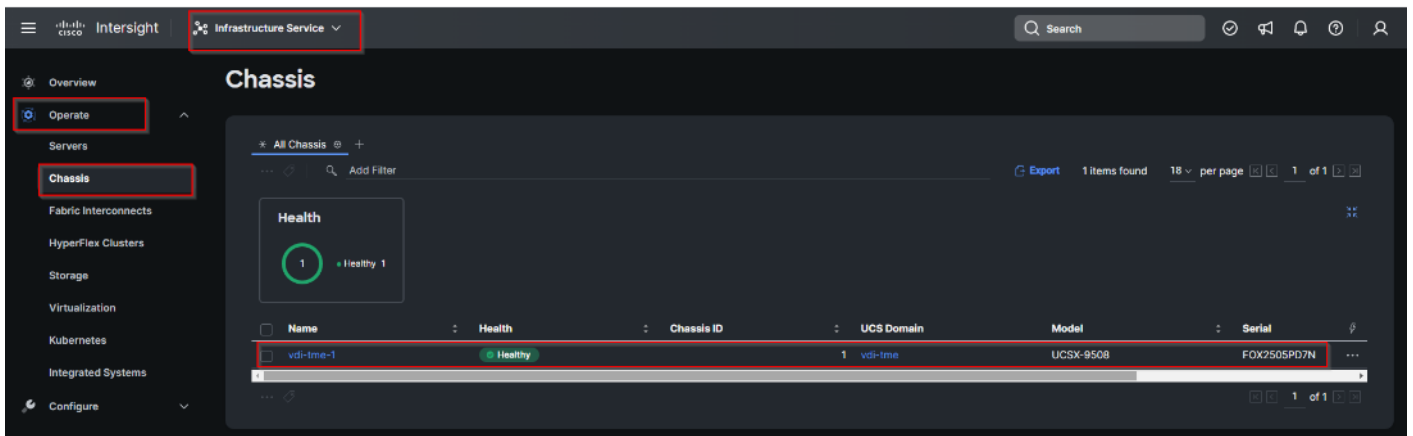 cisco Intersight Infrastructure Service Search
Chassis
Overview
Operate
Servers
Chassis
Fabric Interconnects
HyperFlex Clusters
Storage
Virtualization
Kubernetes
Integrated Systems
Configure
All Chassis
Add Filter Export 1 items found 18 per page 1 of 1
Health
1 Healthy 1
Name Health Chassis ID UCS Domain Model Serial
vdi-tme-1 Healthy 1 vdi-tme UCSX-9508 FOX2505PD7N
1 of 1